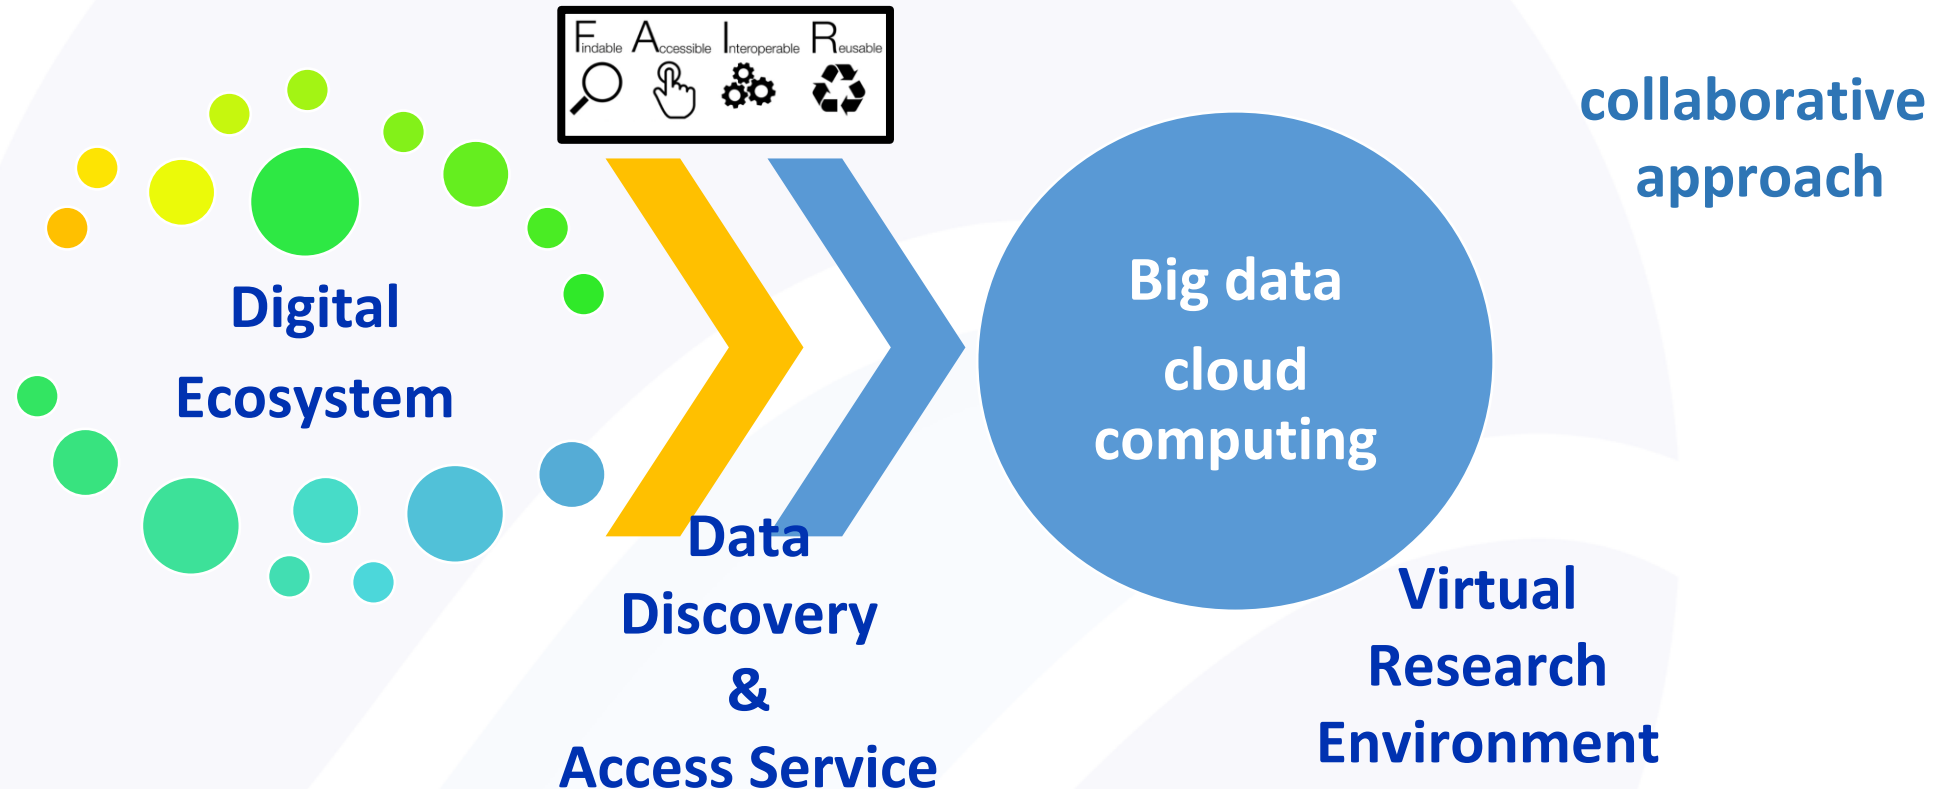 Findable Accessible Interoperable Reusable
collaborative
approach
Digital
Ecosystem
Big data
cloud
computing
Data
Discovery
&
Access Service
Virtual
Research
Environment